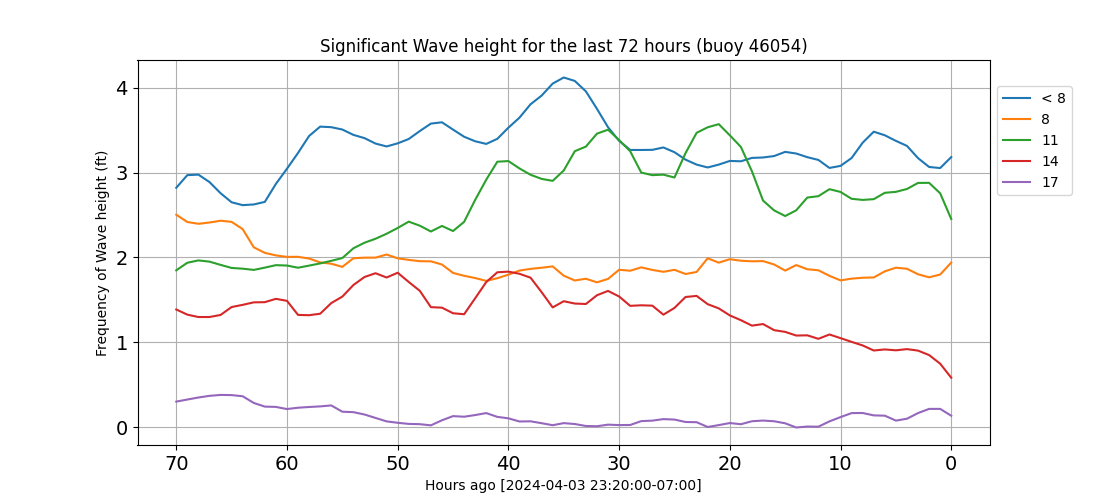 Significant Wave height for the last 72 hours (buoy 46054)
Frequency of Wave height (ft)
4
3
2
1
0
70 60 50 40 30 20 10 0
Hours ago [2024-04-03 23:20:00-07:00]
< 8
8
11
14
17